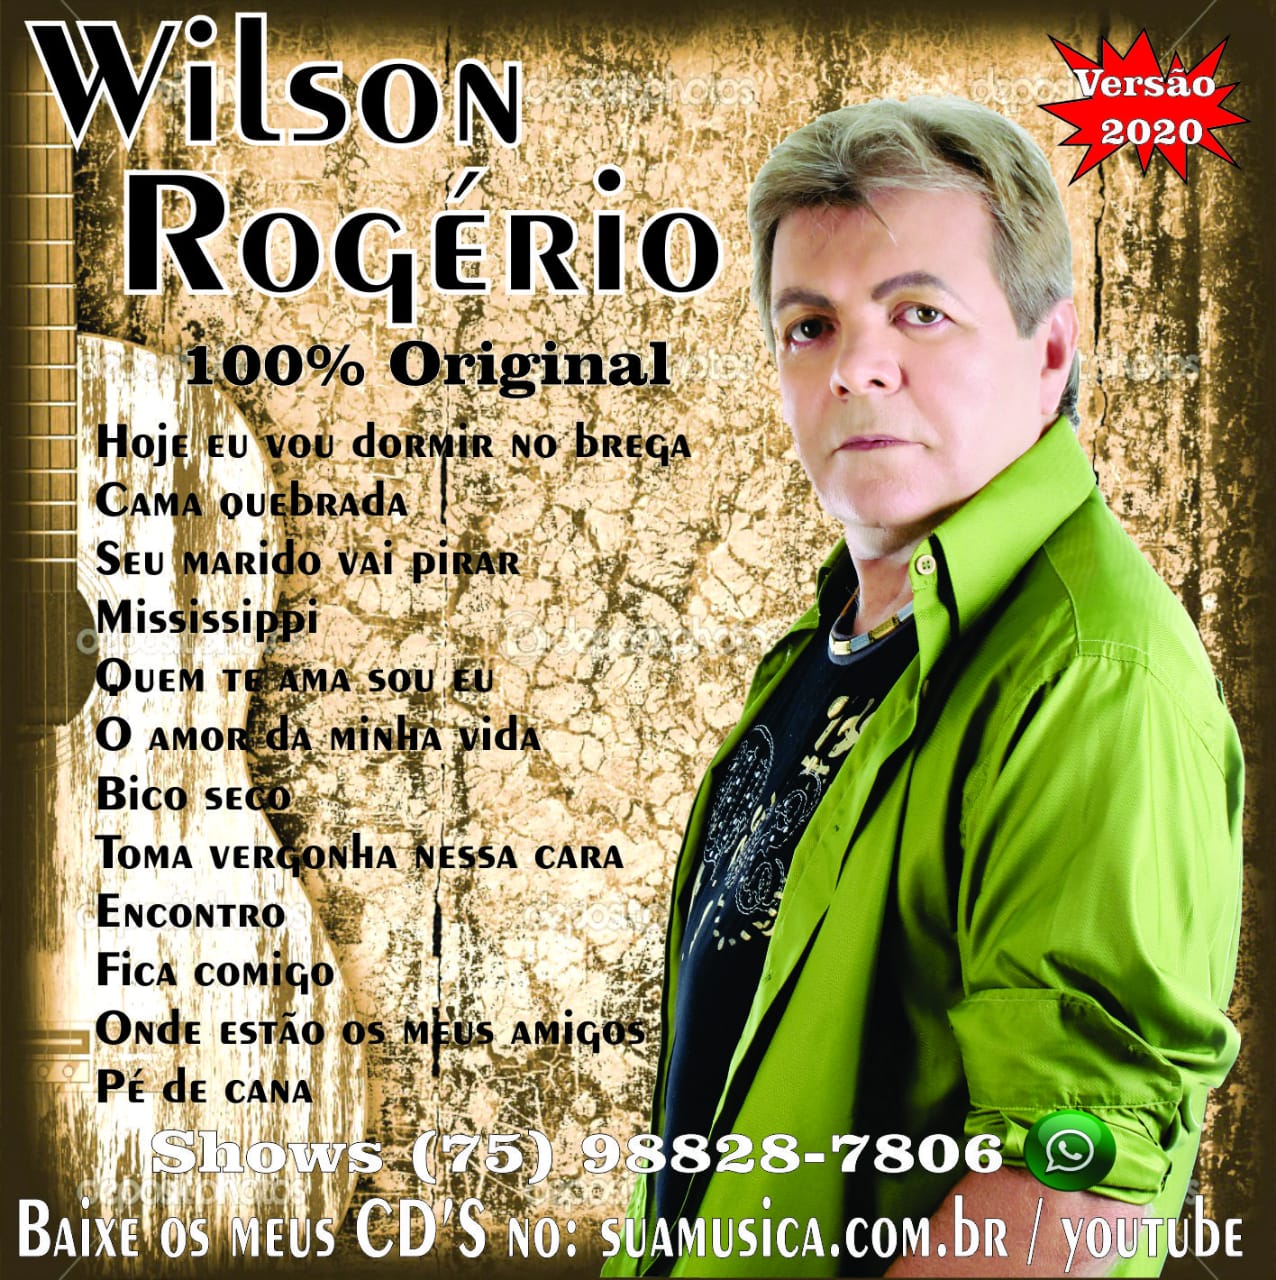 Wilson
Rogério
Versão
2020
100% Original
Hoje eu vou dormir no brega
Cama quebrada
Seu marido vai pirar
Mississippi
Quem te ama sou eu
O amor da minha vida
Bico seco
Toma vergonha nessa cara
Encontro
Fica comigo
Onde estão os meus amigos
Pé de cana
Shows (75) 98828-7806
Baixe os meus CD'S no: suamusica.com.br / youtube
depositphotos